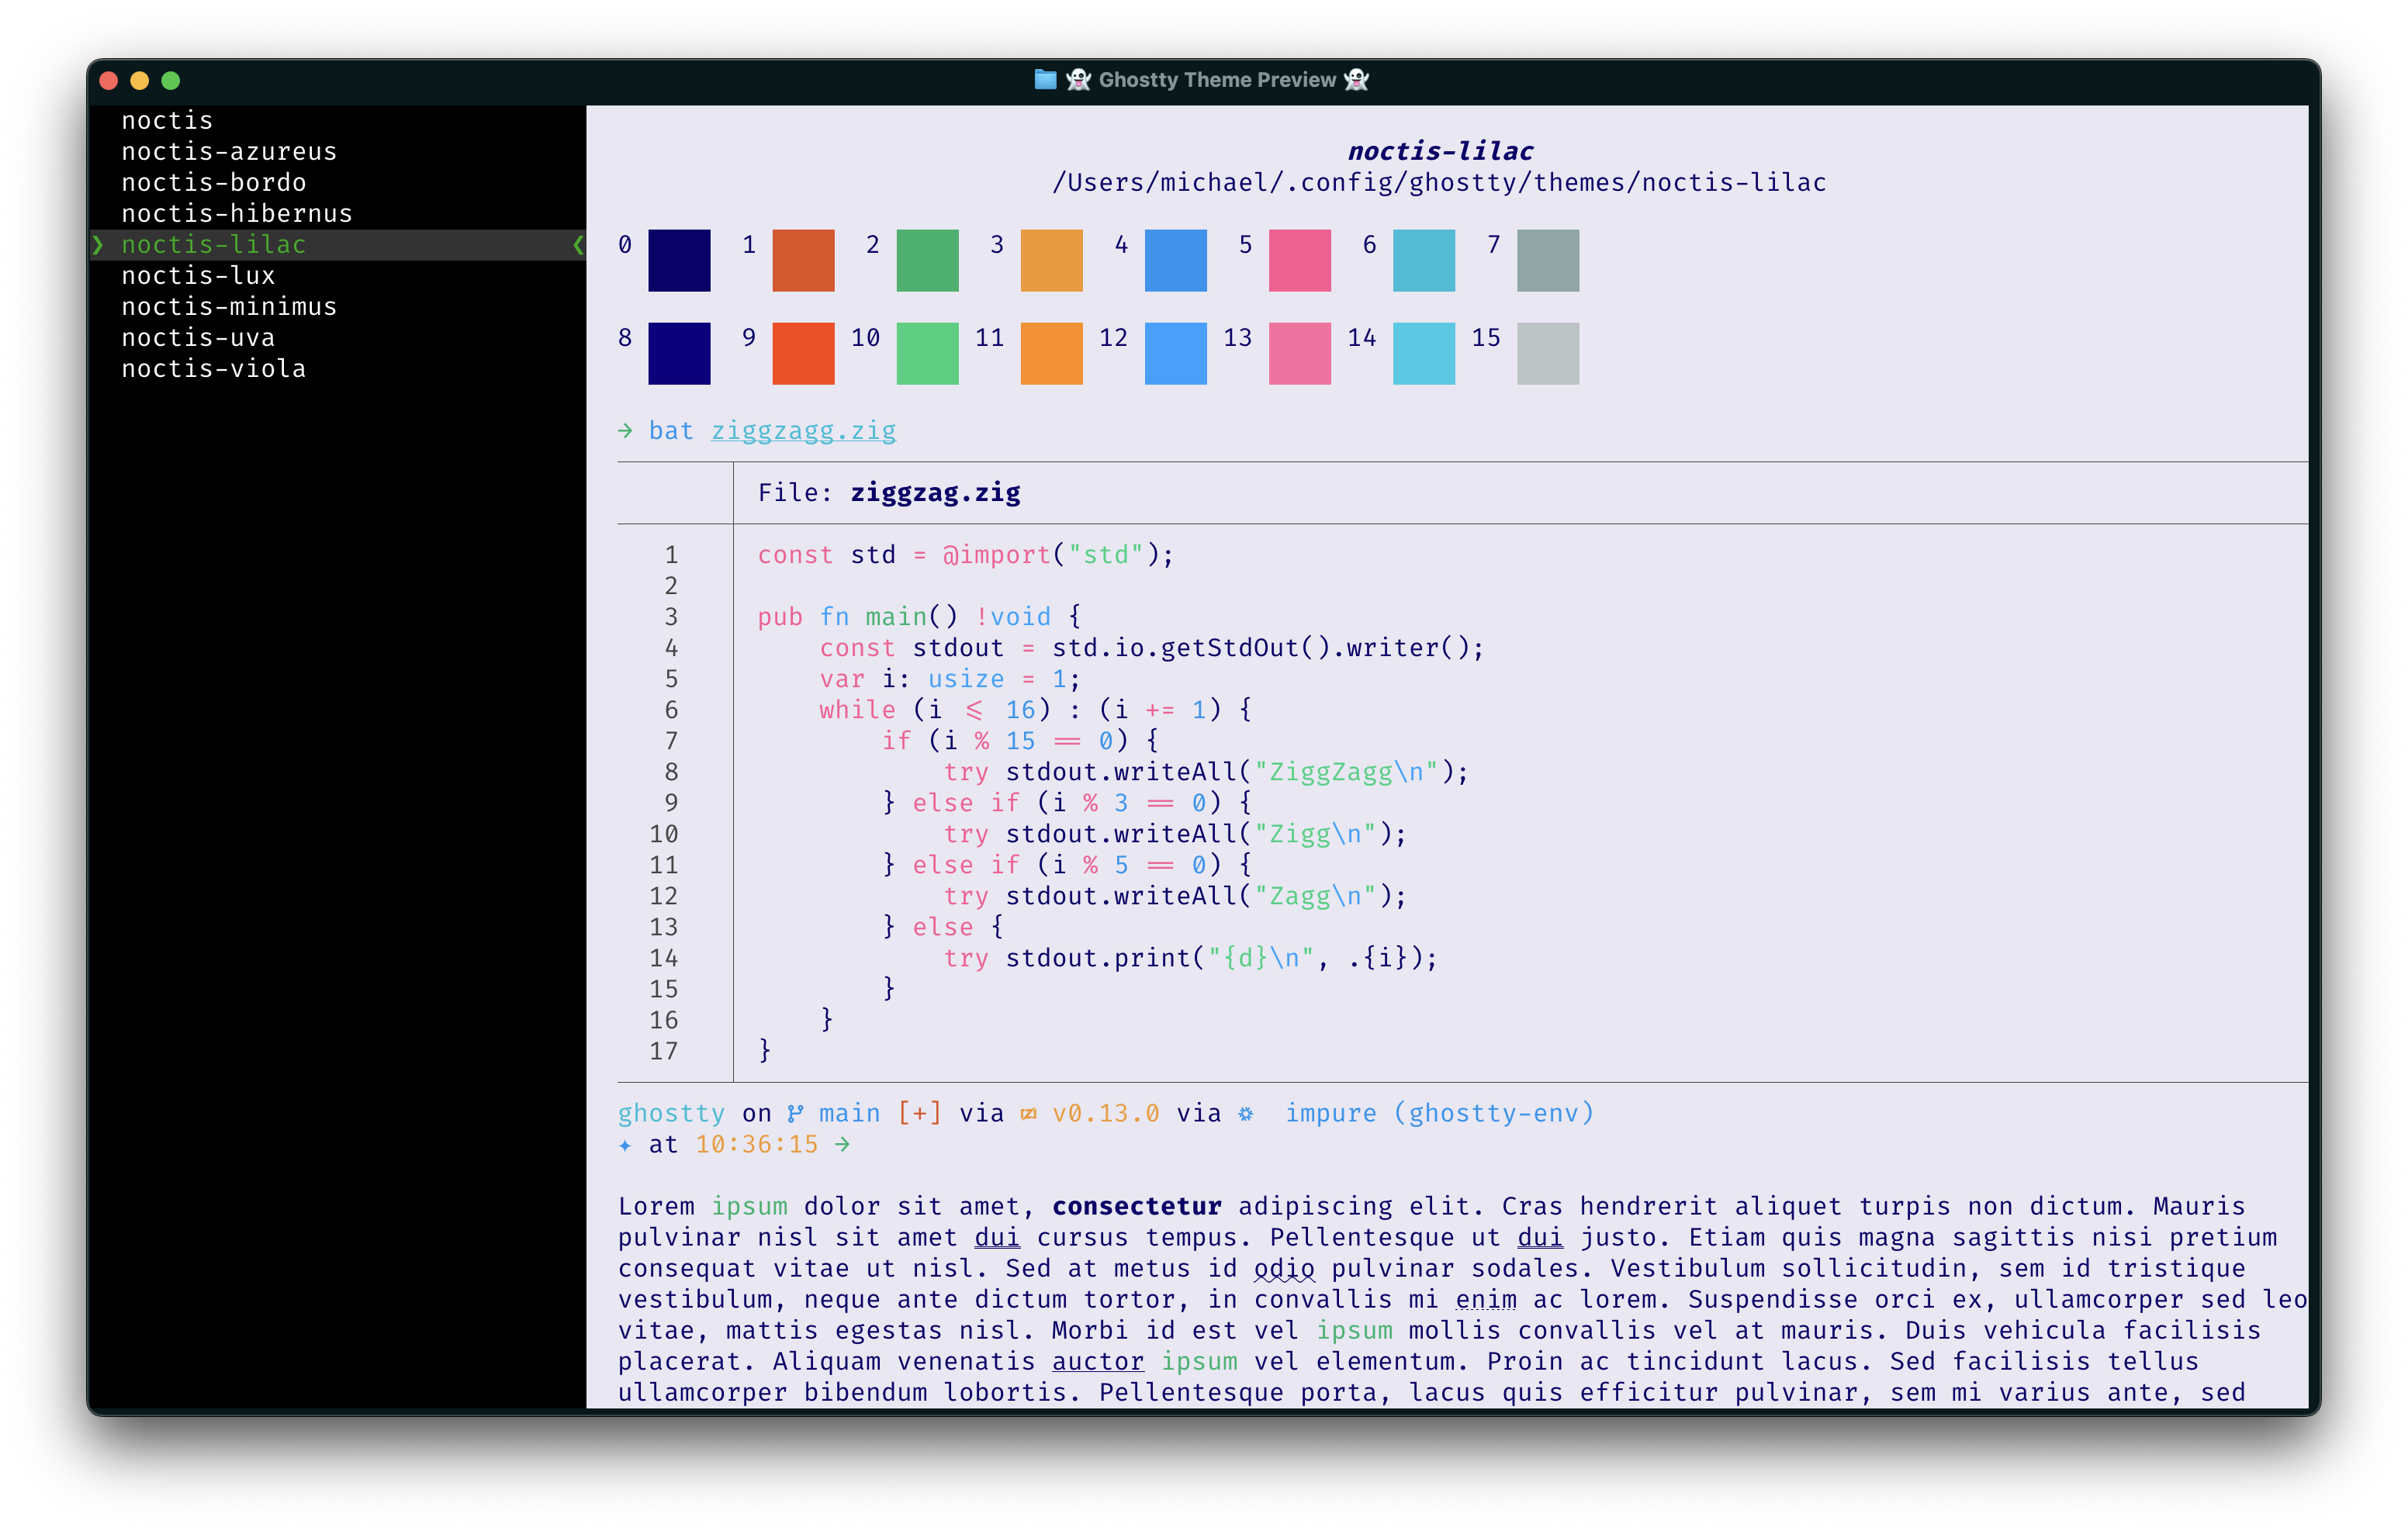 👻 Ghostty Theme Preview 👻
noctis
noctis-azureus
noctis-bordo
noctis-hibernus
❯ noctis-lilac ❮
noctis-lux
noctis-minimus
noctis-uva
noctis-viola
noctis-lilac
/Users/michael/.config/ghostty/themes/noctis-lilac
0 1 2 3 4 5 6 7
8 9 10 11 12 13 14 15
→ bat ziggzagg.zig
File: ziggzag.zig
1 const std = @import("std");
2
3 pub fn main() !void {
4     const stdout = std.io.getStdOut().writer();
5     var i: usize = 1;
6     while (i <= 16) : (i += 1) {
7         if (i % 15 == 0) {
8             try stdout.writeAll("ZiggZagg\n");
9         } else if (i % 3 == 0) {
10             try stdout.writeAll("Zigg\n");
11         } else if (i % 5 == 0) {
12             try stdout.writeAll("Zagg\n");
13         } else {
14             try stdout.print("{d}\n", .{i});
15         }
16     }
17 }
ghostty on main [+] via v0.13.0 via impure (ghostty-env)
✦ at 10:36:15 →
Lorem ipsum dolor sit amet, consectetur adipiscing elit. Cras hendrerit aliquet turpis non dictum. Mauris
pulvinar nisl sit amet dui cursus tempus. Pellentesque ut dui justo. Etiam quis magna sagittis nisi pretium
consequat vitae ut nisl. Sed at metus id odio pulvinar sodales. Vestibulum sollicitudin, sem id tristique
vestibulum, neque ante dictum tortor, in convallis mi enim ac lorem. Suspendisse orci ex, ullamcorper sed leo
vitae, mattis egestas nisl. Morbi id est vel ipsum mollis convallis vel at mauris. Duis vehicula facilisis
placerat. Aliquam venenatis auctor ipsum vel elementum. Proin ac tincidunt lacus. Sed facilisis tellus
ullamcorper bibendum lobortis. Pellentesque porta, lacus quis efficitur pulvinar, sem mi varius ante, sed